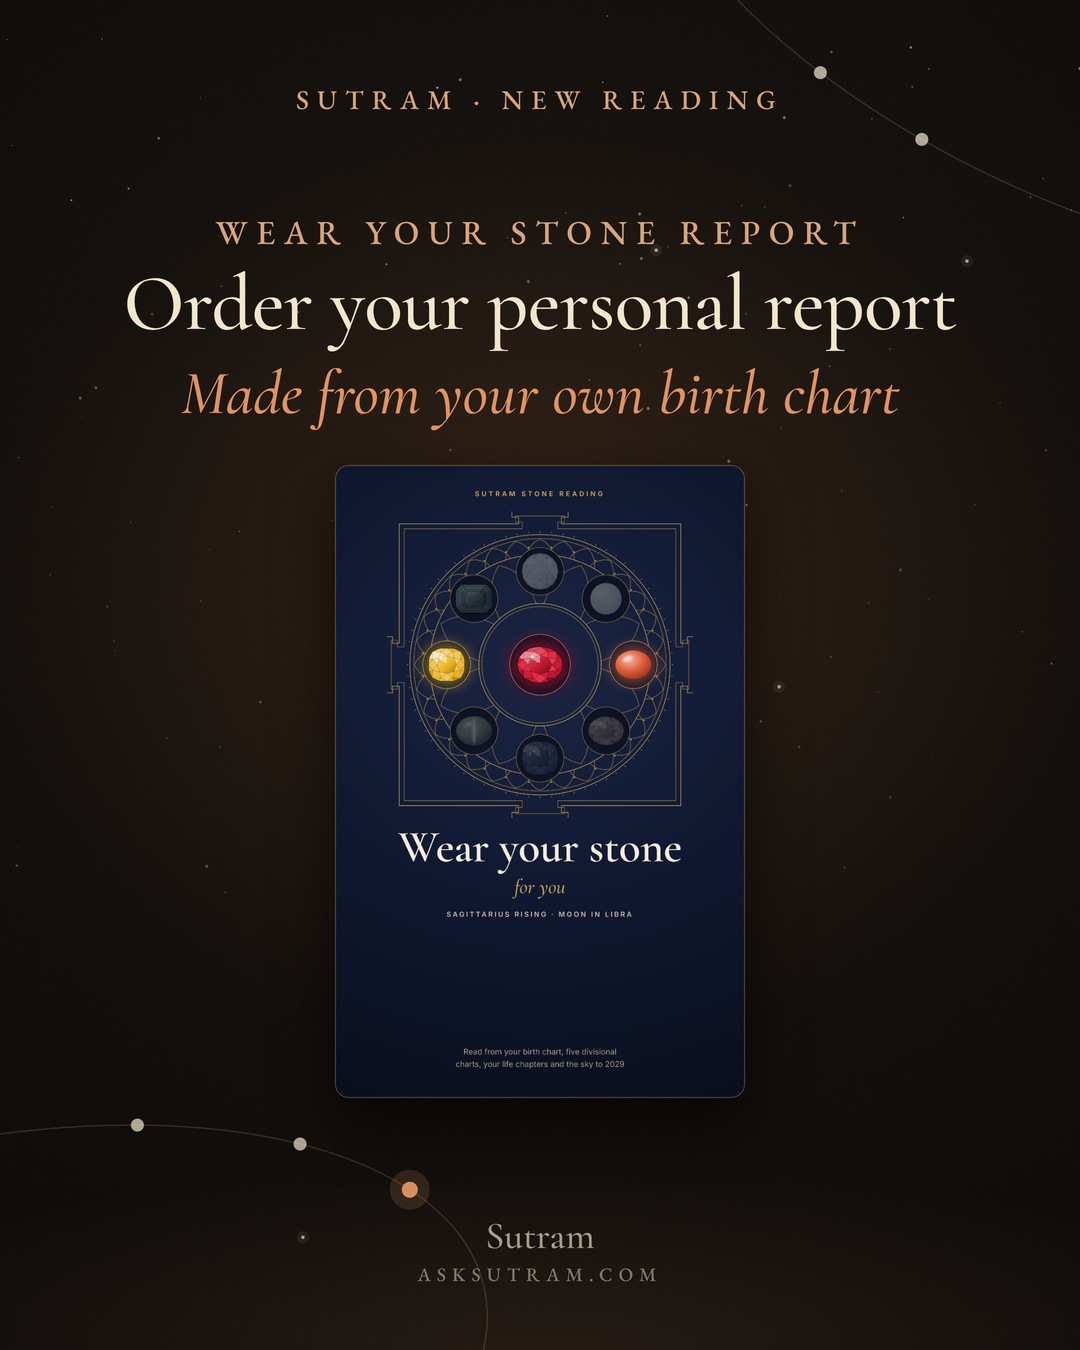 SUTRAM · NEW READING
WEAR YOUR STONE REPORT
Order your personal report
Made from your own birth chart
SUTRAM STONE READING
Wear your stone
for you
SAGITTARIUS RISING · MOON IN LIBRA
Read from your birth chart, five divisional
charts, your life chapters and the sky to 2029
Sutram
ASKSUTRAM.COM